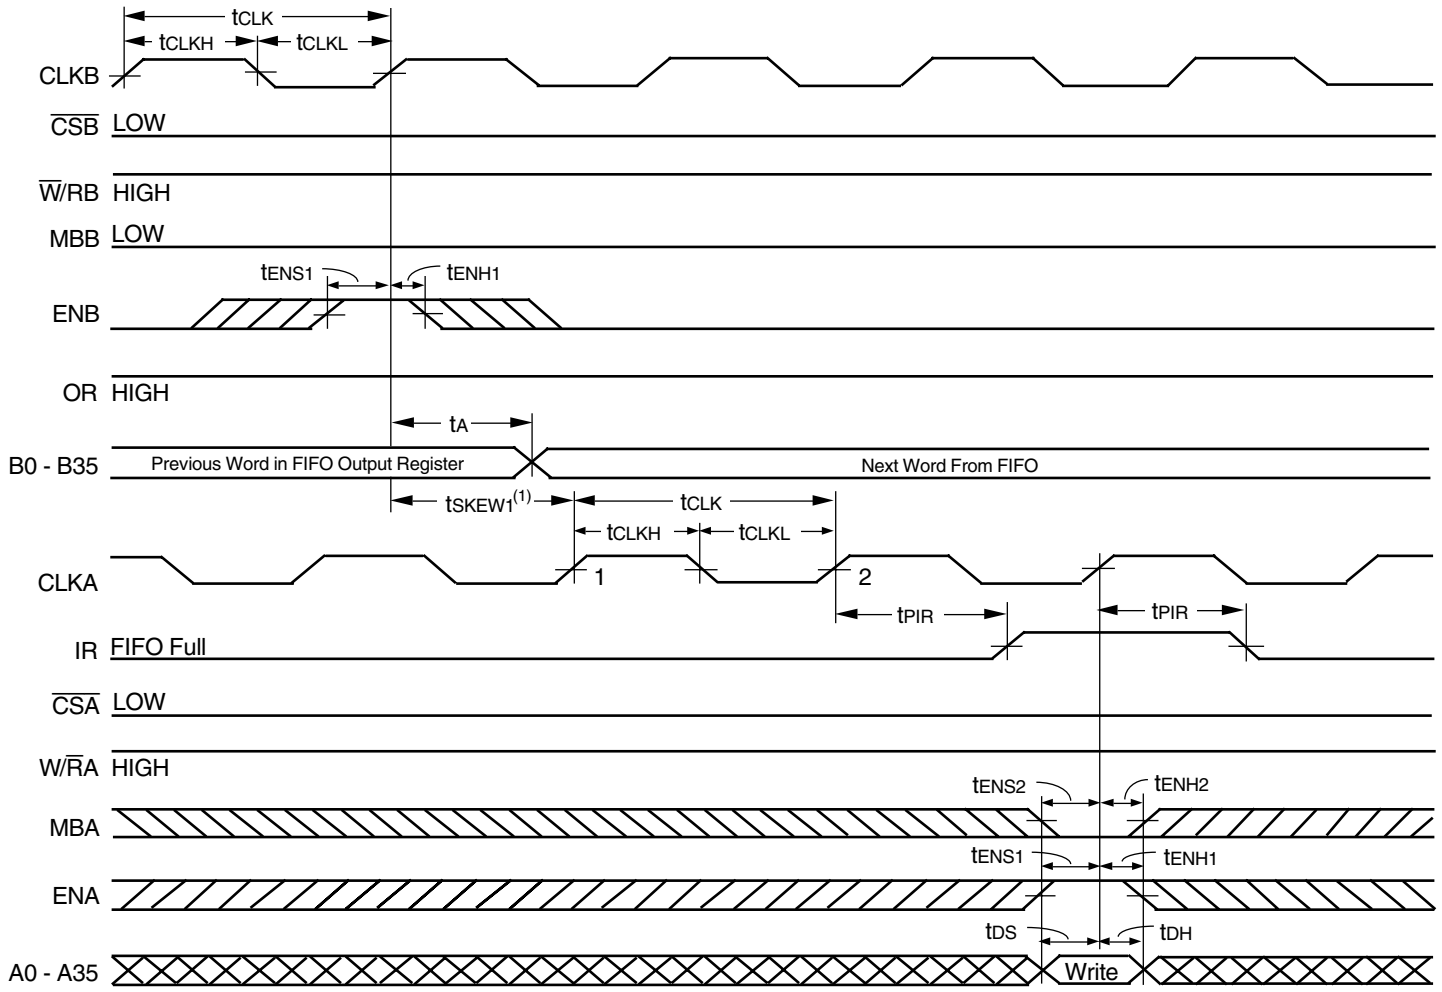 tCLK
tCLKH tCLKL
CLKB
CSB LOW
W/RB HIGH
MBB LOW
tENS1 tENH1
ENB
OR HIGH
tA
B0 - B35 Previous Word in FIFO Output Register Next Word From FIFO
tSKEW1(1) tCLK
tCLKH tCLKL
CLKA 1 2
tPIR tPIR
IR FIFO Full
CSA LOW
W/RA HIGH
tENS2 tENH2
MBA
tENS1 tENH1
ENA
tDS tDH
A0 - A35 Write